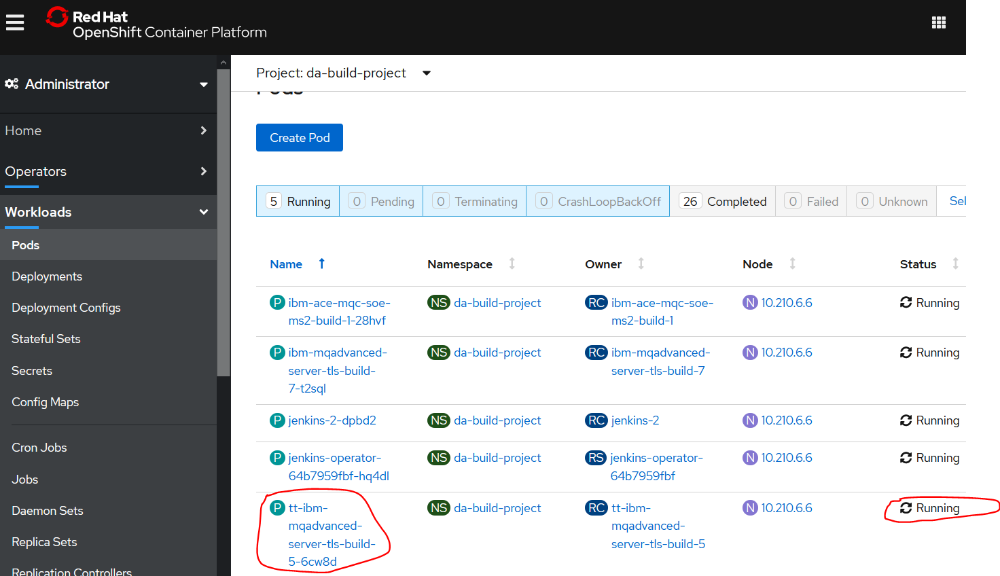 Red Hat
OpenShift Container Platform
Administrator
Home
Operators
Workloads
Pods
Deployments
Deployment Configs
Stateful Sets
Secrets
Config Maps
Cron Jobs
Jobs
Daemon Sets
Replica Sets
Replication Controllers
Project: da-build-project
Pods
Create Pod
5 Running 0 Pending 0 Terminating 0 CrashLoopBackOff 26 Completed 0 Failed 0 Unknown Sel
Name Namespace Owner Node Status
P ibm-ace-mqc-soe- NS da-build-project RC ibm-ace-mqc-soe- N 10.210.6.6 Running
ms2-build-1-28hvf ms2-build-1
P ibm-mqadvanced- NS da-build-project RC ibm-mqadvanced- N 10.210.6.6 Running
server-tls-build- server-tls-build-7
7-t2sql
P jenkins-2-dpbd2 NS da-build-project RC jenkins-2 N 10.210.6.6 Running
P jenkins-operator- NS da-build-project RS jenkins-operator- N 10.210.6.6 Running
64b7959fbf-hq4dl 64b7959fbf
P tt-ibm- NS da-build-project RC tt-ibm- N 10.210.6.6 Running
mqadvanced- mqadvanced-
server-tls-build- server-tls-build-5
5-6cw8d